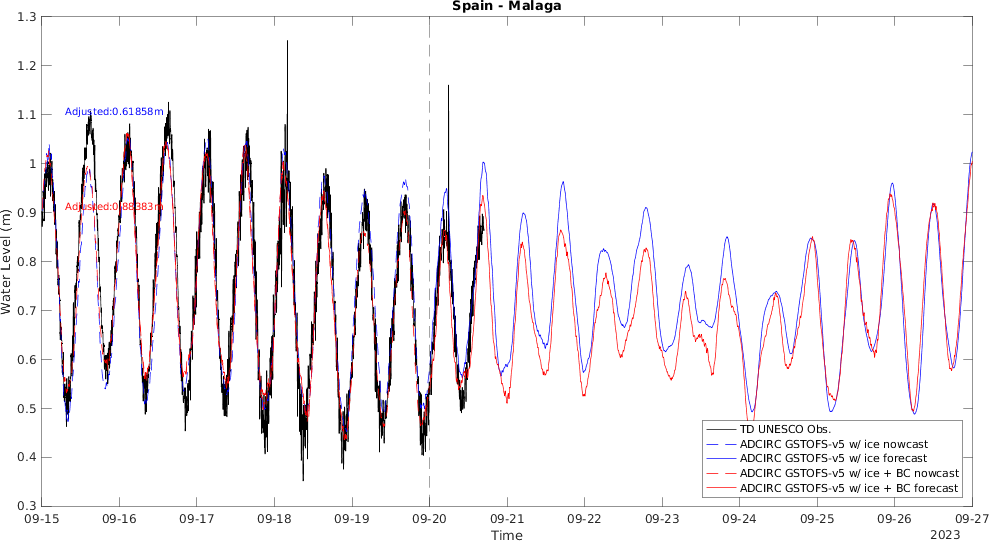 Spain - Malaga
1.3
1.2
1.1
1
0.9
0.8
0.7
0.6
0.5
0.4
0.3
Water Level (m)
Adjusted:0.61858m
Adjusted:0.88383m
TD UNESCO Obs.
ADCIRC GSTOFS-v5 w/ ice nowcast
ADCIRC GSTOFS-v5 w/ ice forecast
ADCIRC GSTOFS-v5 w/ ice + BC nowcast
ADCIRC GSTOFS-v5 w/ ice + BC forecast
09-15 09-16 09-17 09-18 09-19 09-20 09-21 09-22 09-23 09-24 09-25 09-26 09-27
Time
2023